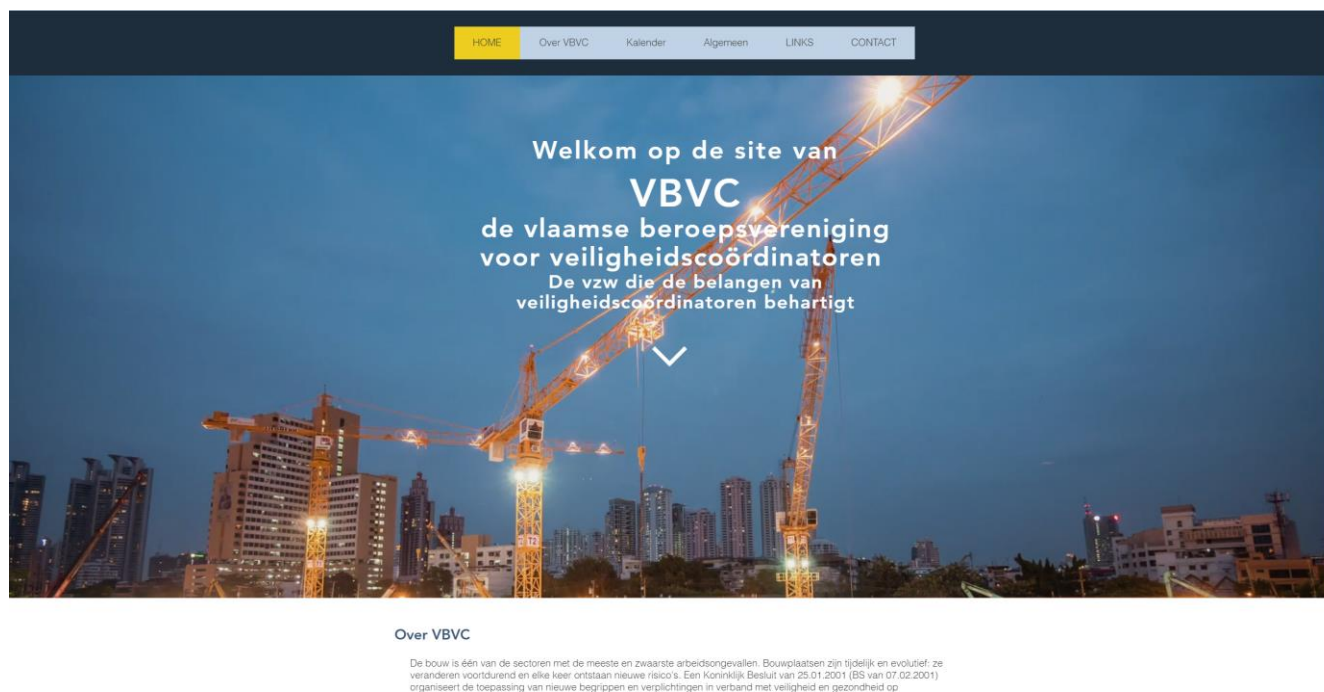 HOME Over VBVC Kalender Algemeen LINKS CONTACT
Welkom op de site van
VBVC
de vlaamse beroepsvereniging
voor veiligheidscoördinatoren
De vzw die de belangen van
veiligheidscoördinatoren behartigt
Over VBVC
De bouw is één van de sectoren met de meeste en zwaarste arbeidsongevallen. Bouwplaatsen zijn tijdelijk en evolutief: ze
veranderen voortdurend en elke keer ontstaan nieuwe risico's. Een Koninklijk Besluit van 25.01.2001 (BS van 07.02.2001)
organiseert de toepassing van nieuwe begrippen en verplichtingen in verband met veiligheid en gezondheid op